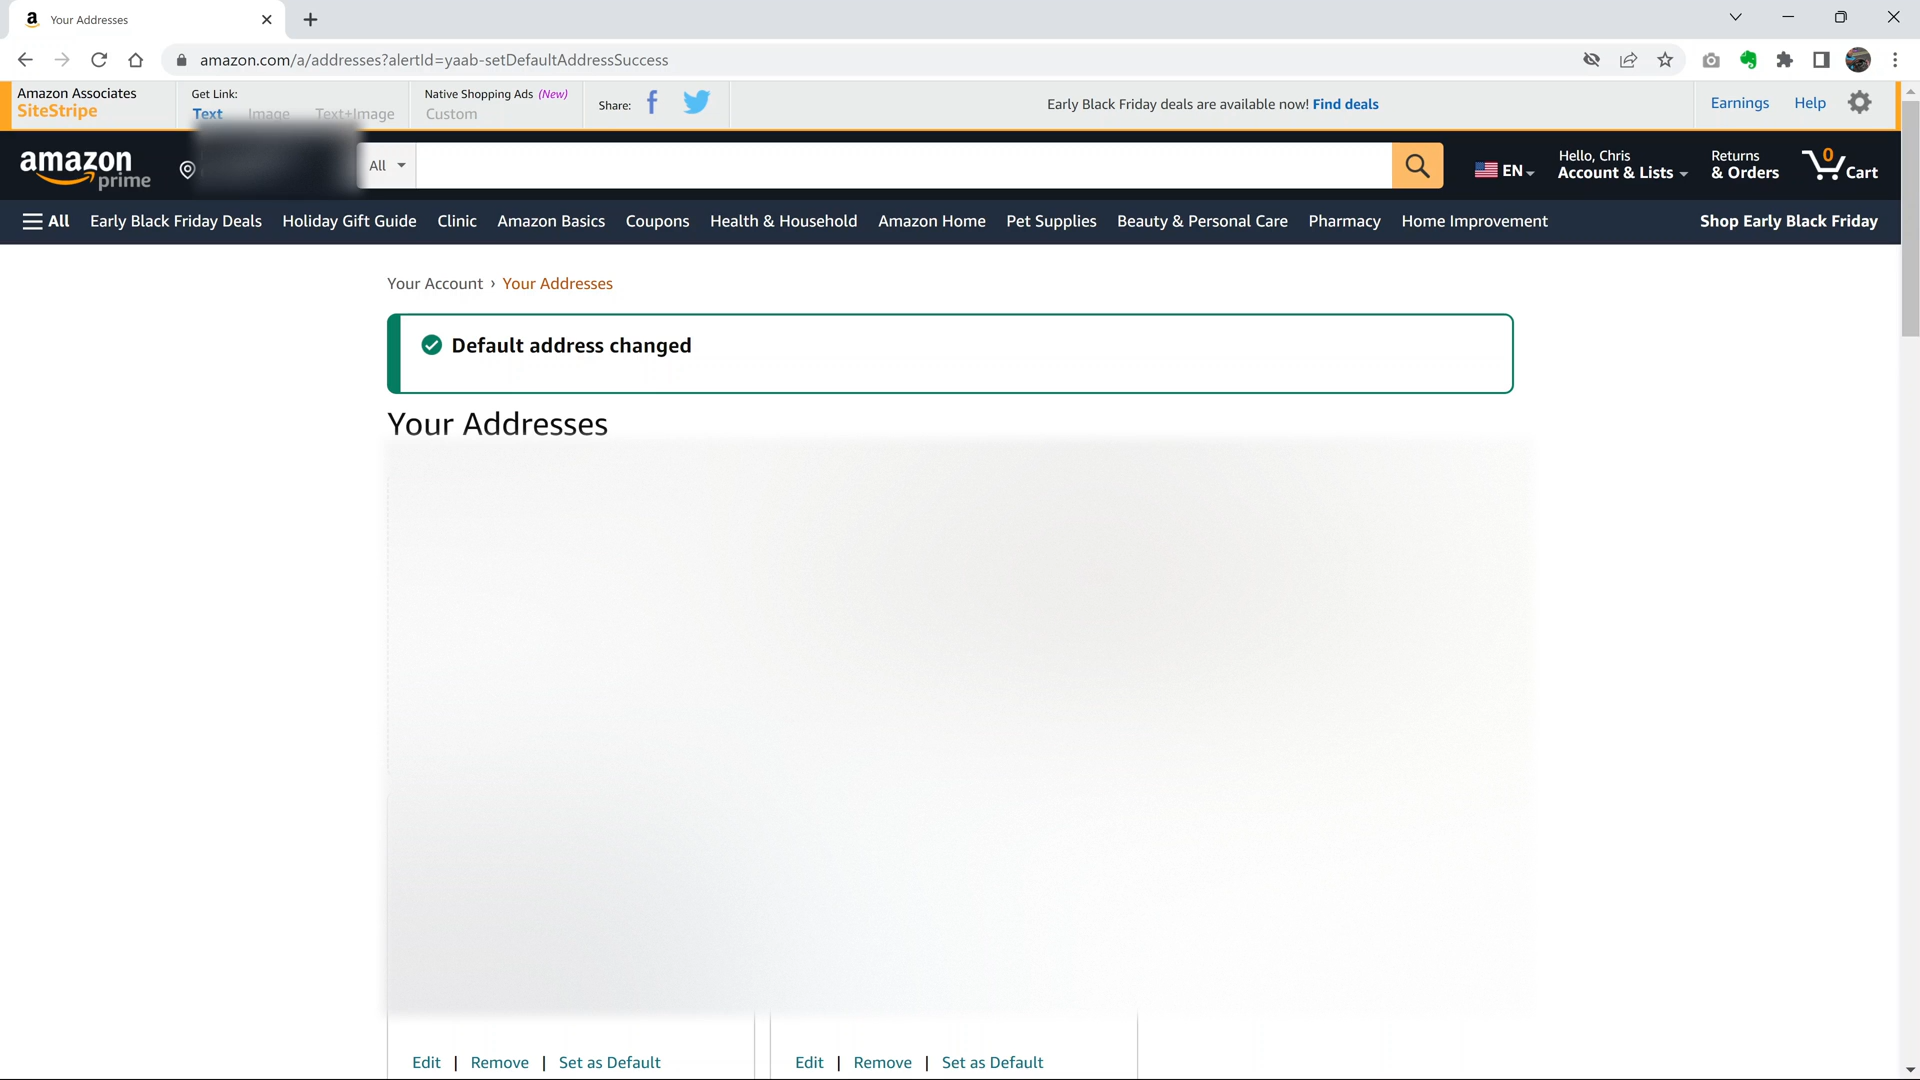 Your Addresses
amazon.com/a/addresses?alertId=yaab-setDefaultAddressSuccess
Amazon Associates
SiteStripe
Get Link:
Text Image Text+Image
Native Shopping Ads (New)
Custom
Share:
Early Black Friday deals are available now! Find deals
Earnings Help
amazon
prime
All
EN
Hello, Chris
Account & Lists
Returns
& Orders
0
Cart
All Early Black Friday Deals Holiday Gift Guide Clinic Amazon Basics Coupons Health & Household Amazon Home Pet Supplies Beauty & Personal Care Pharmacy Home Improvement Shop Early Black Friday
Your Account › Your Addresses
Default address changed
Your Addresses
Edit | Remove | Set as Default
Edit | Remove | Set as Default